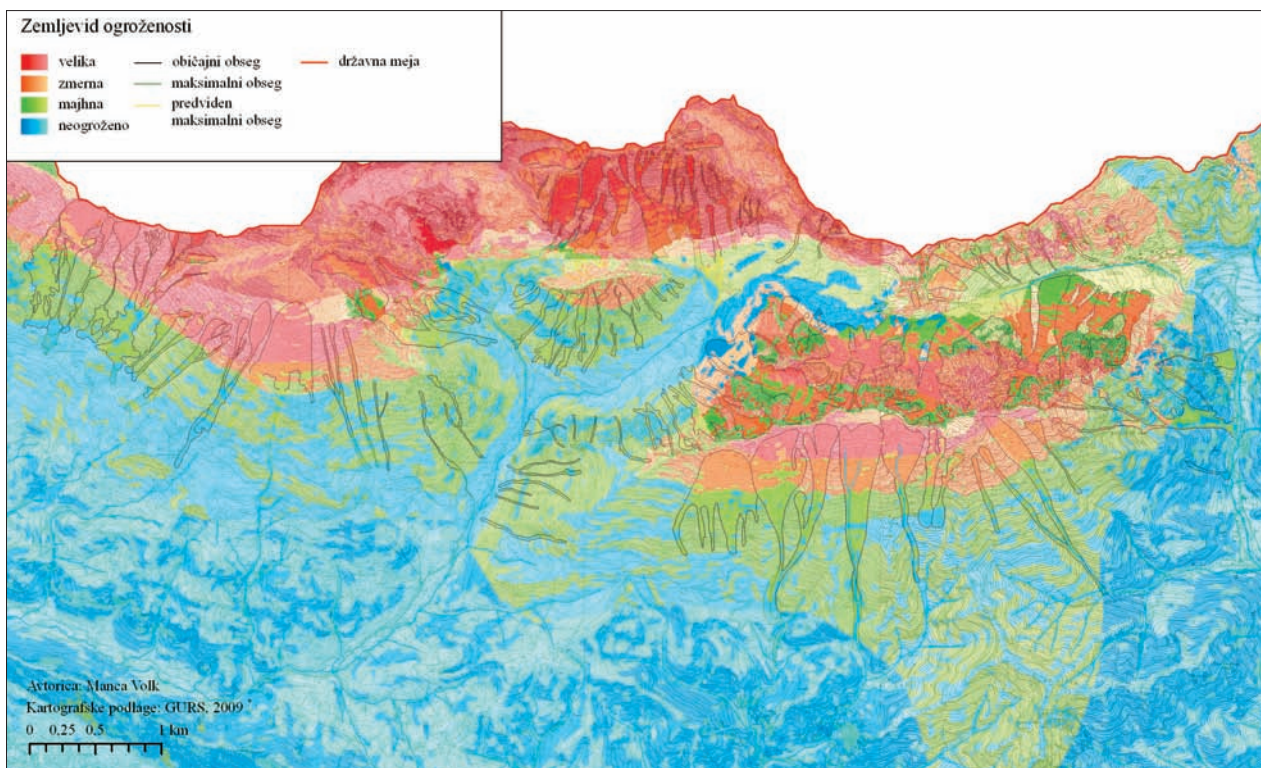 Zemljevid ogroženosti
velika
zmerna
majhna
neogroženo
običajni obseg
maksimalni obseg
predviden
maksimalni obseg
državna meja
Avtorica: Manca Volk
Kartografske podlage: GURS, 2009
0 0,25 0,5 1 km